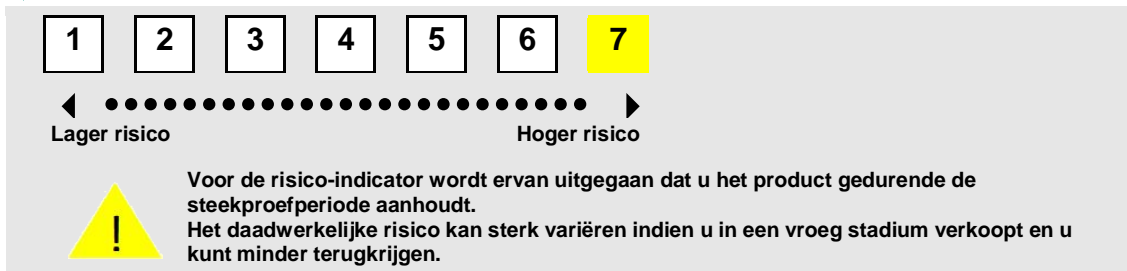 1 2 3 4 5 6 7
Lager risico Hoger risico
! Voor de risico-indicator wordt ervan uitgegaan dat u het product gedurende de
steekproefperiode aanhoudt.
Het daadwerkelijke risico kan sterk variëren indien u in een vroeg stadium verkoopt en u
kunt minder terugkrijgen.